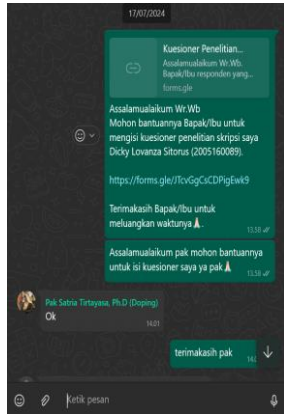 17/07/2024
Kuesioner Penelitian...
Assalamualaikum Wr.Wb.
Bapak/Ibu responden yang...
forms.gle
Assalamualaikum Wr.Wb
Mohon bantuannya Bapak/Ibu untuk
mengisi kuesioner penelitian skripsi saya
Dicky Lovanza Sitorus (2005160089).
https://forms.gle/JTcvGgCsCDPigEwk9
Terimakasih Bapak/Ibu untuk
meluangkan waktunya🙏.
13.58
Assalamualaikum pak mohon bantuannya
untuk isi kuesioner saya ya pak🙏
13.58
Pak Satria Tirtayasa, Ph.D (Doping)
Ok
14.01
terimakasih pak
Ketik pesan